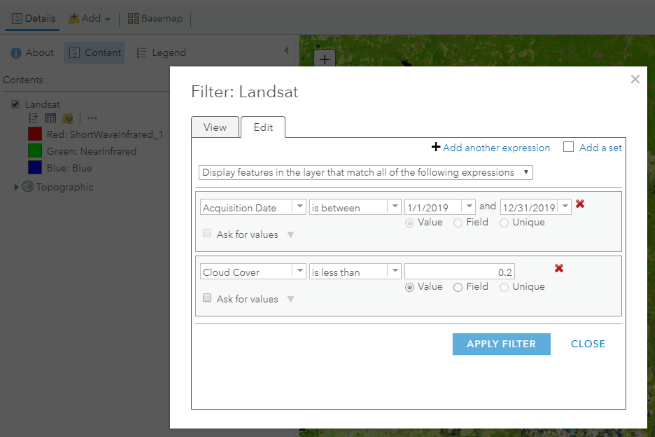 Details Add Basemap
About Content Legend
Contents
Landsat
Red: ShortWaveInfrared_1
Green: NearInfrared
Blue: Blue
Topographic
Filter: Landsat
View Edit
Add another expression Add a set
Display features in the layer that match all of the following expressions
Acquisition Date is between 1/1/2019 and 12/31/2019
Value Field Unique
Ask for values
Cloud Cover is less than 0.2
Value Field Unique
Ask for values
APPLY FILTER CLOSE